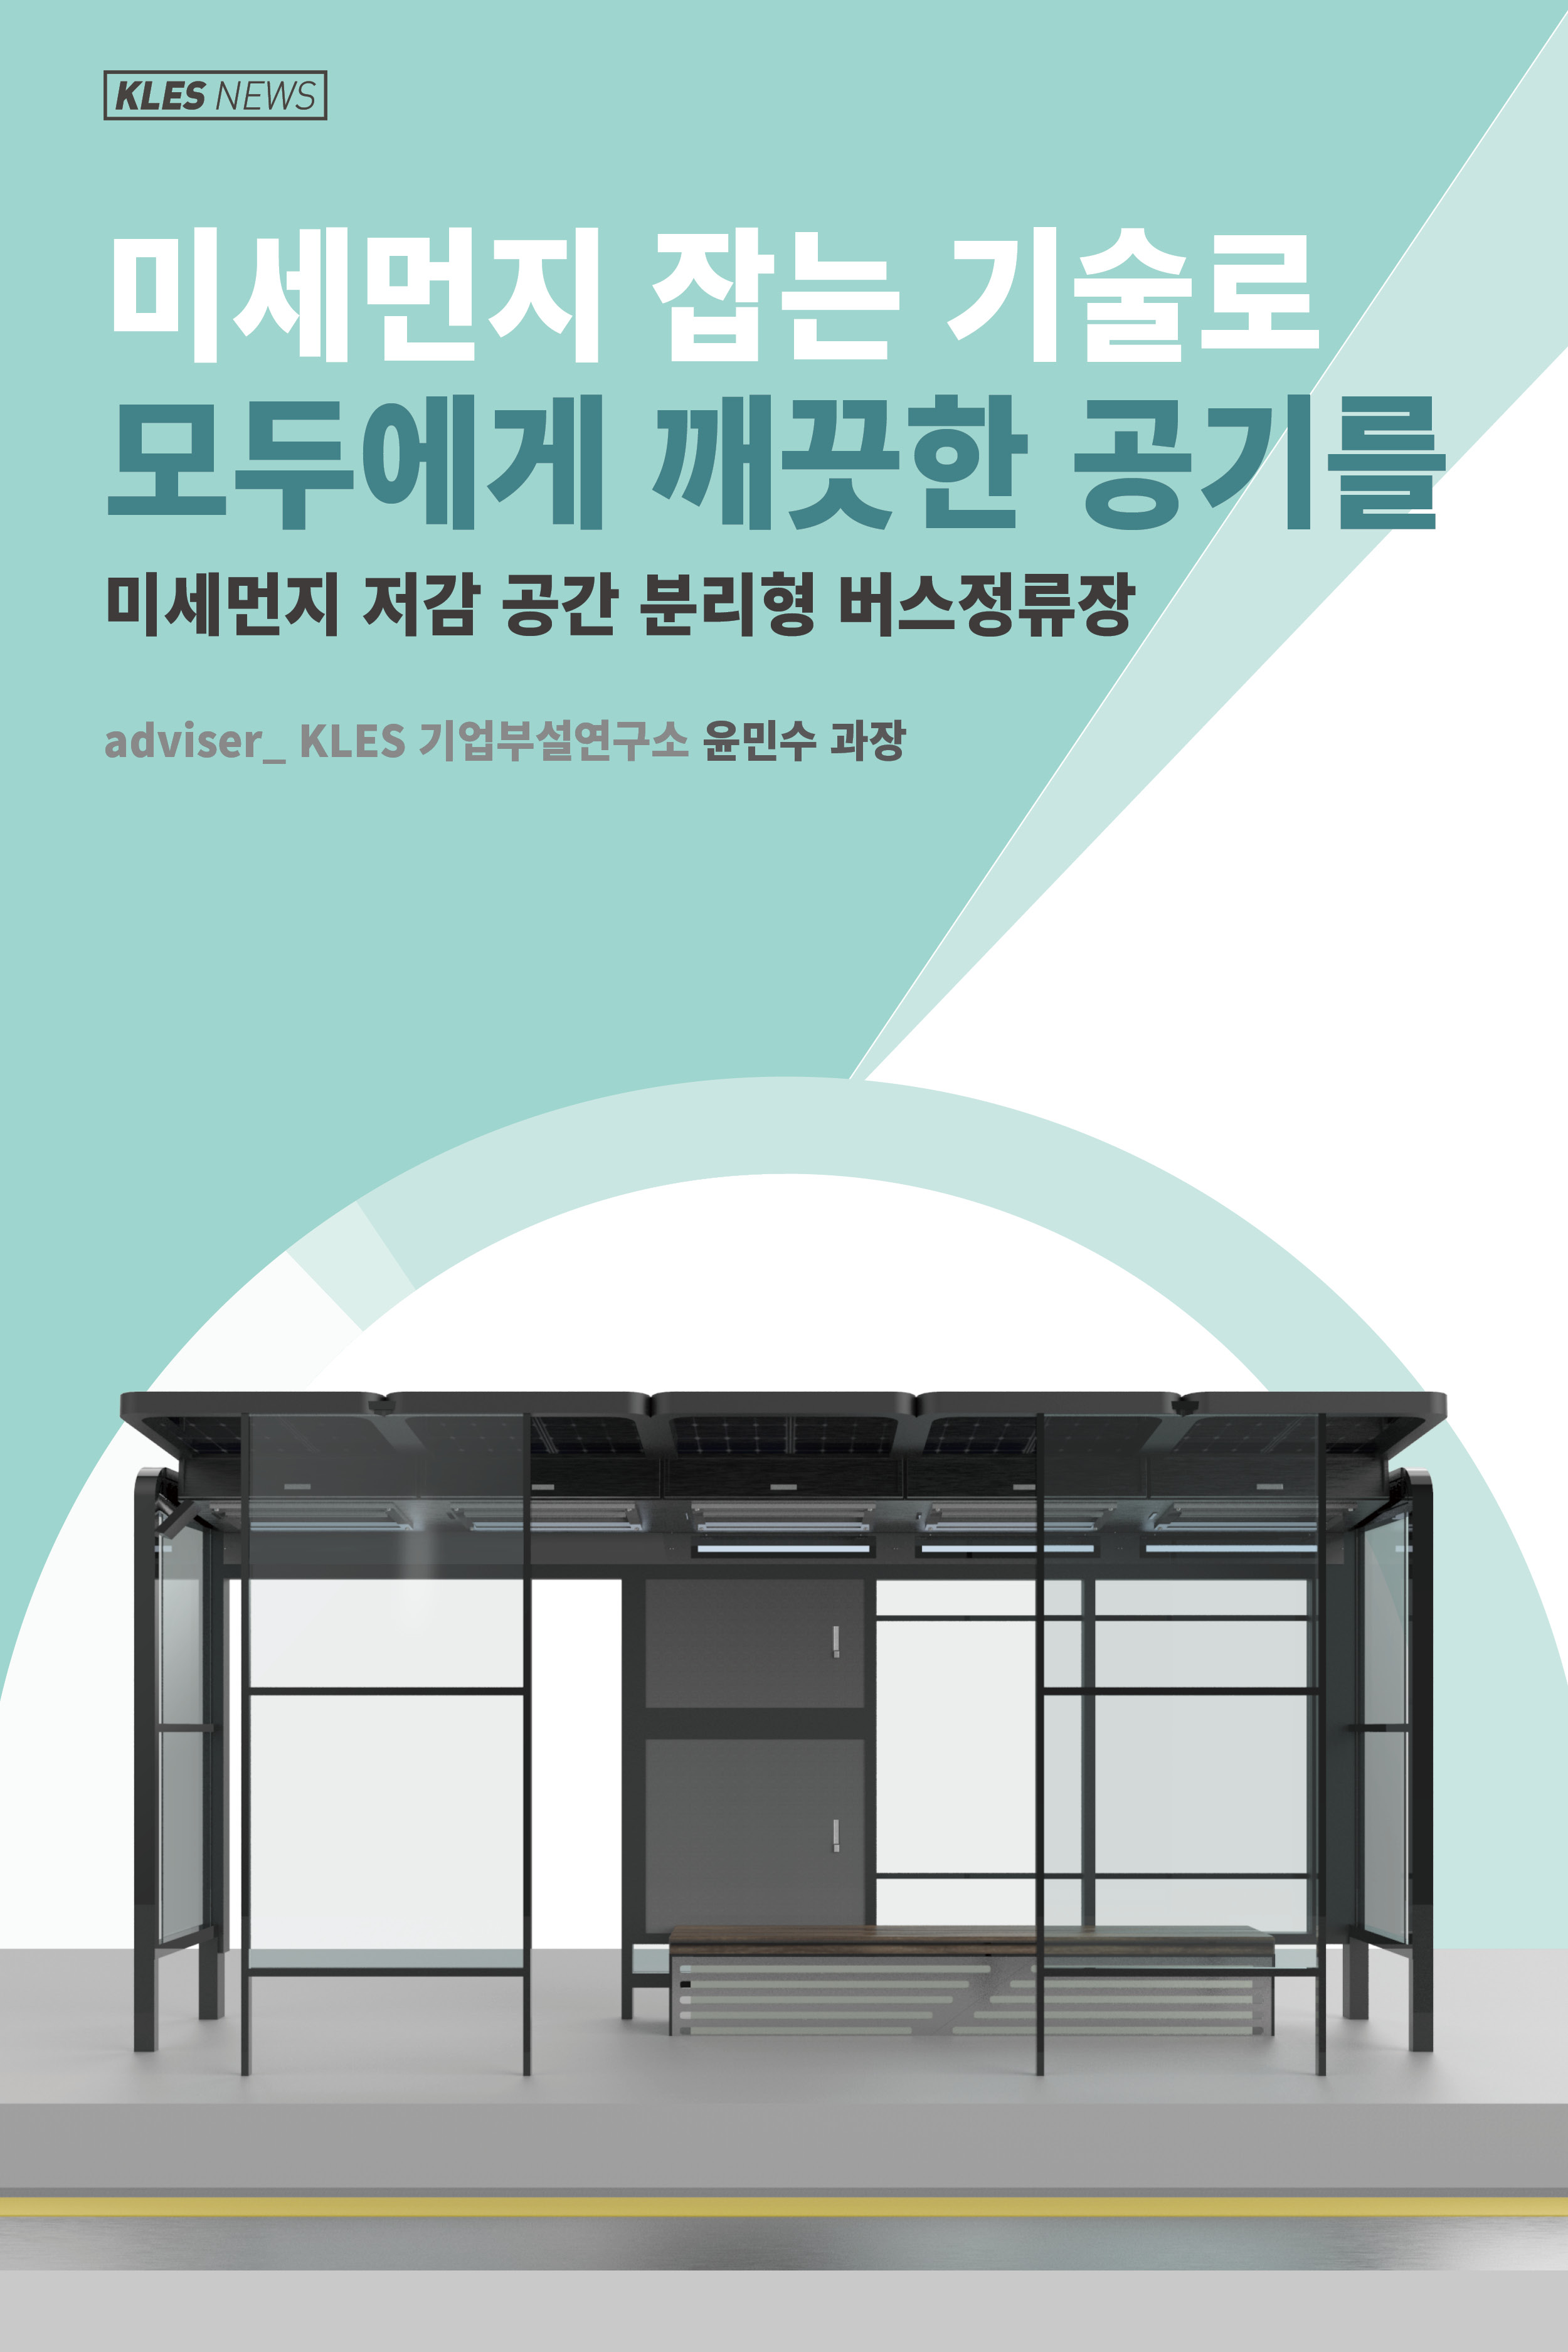 KLES NEWS
미세먼지 잡는 기술로
모두에게 깨끗한 공기를
미세먼지 저감 공간 분리형 버스정류장
adviser_ KLES 기업부설연구소 윤민수 과장